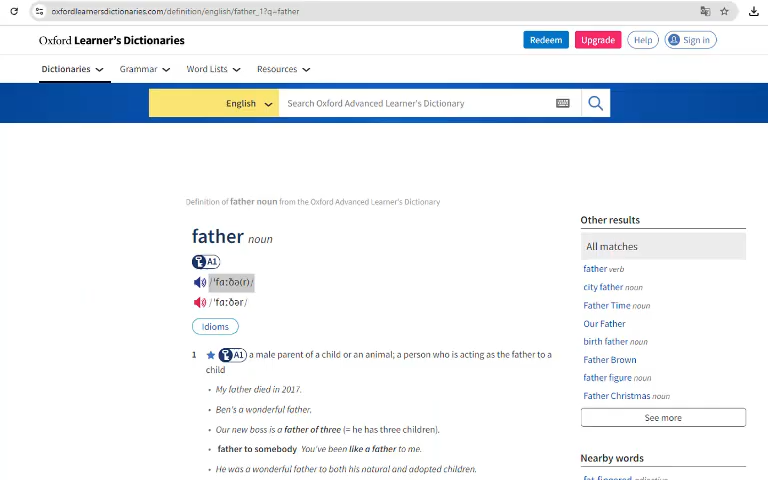 oxfordlearnersdictionaries.com/definition/english/father_1?q=father
Oxford Learner's Dictionaries
Redeem
Upgrade
Help
Sign in
Dictionaries
Grammar
Word Lists
Resources
English
Search Oxford Advanced Learner's Dictionary
Definition of father noun from the Oxford Advanced Learner's Dictionary
father noun
A1
/ˈfɑːðə(r)/
/ˈfɑːðər/
Idioms
1 A1 a male parent of a child or an animal; a person who is acting as the father to a
child
• My father died in 2017.
• Ben's a wonderful father.
• Our new boss is a father of three (= he has three children).
• father to somebody You've been like a father to me.
• He was a wonderful father to both his natural and adopted children.
Other results
All matches
father verb
city father noun
Father Time noun
Our Father
birth father noun
Father Brown
father figure noun
Father Christmas noun
See more
Nearby words
fat-fingered adjective